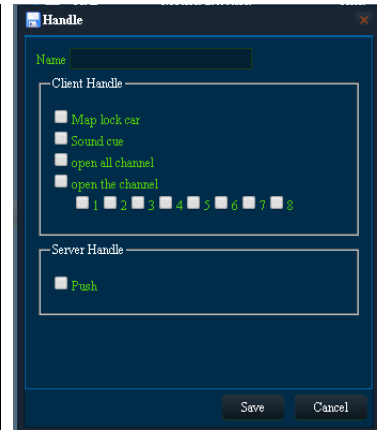 Handle
Name
Client Handle
Map lock car
Sound cue
open all channel
open the channel
1 2 3 4 5 6 7 8
Server Handle
Push
Save Cancel